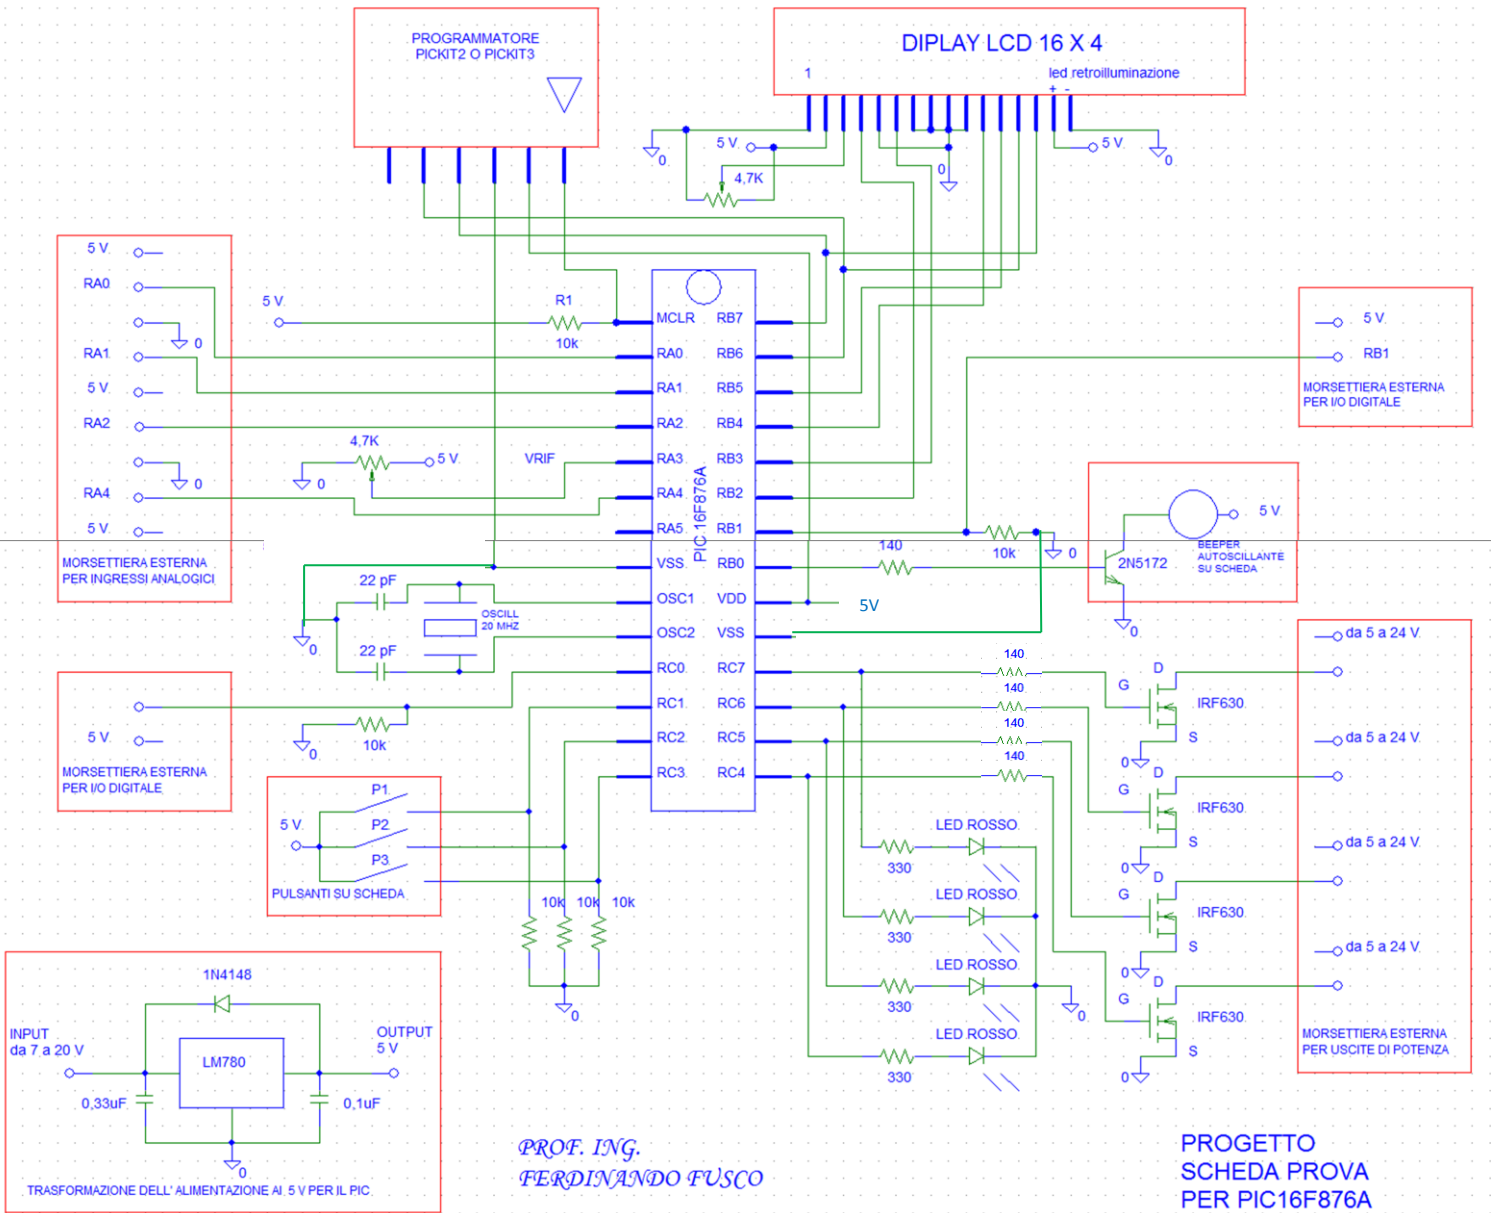 PROGRAMMATORE
PICKIT2 O PICKIT3
DIPLAY LCD 16 X 4
1
led retroilluminazione
+ -
5 V
5 V
0
0
0
4,7K
5 V
RA0
0
RA1
5 V
RA2
0
RA4
5 V
MORSETTIERA ESTERNA
PER INGRESSI ANALOGICI
5 V
R1
10k
4,7K
5 V
0
VRIF
MCLR
RA0
RA1
RA2
RA3
RA4
RA5
VSS
OSC1
OSC2
RC0
RC1
RC2
RC3
PIC 16F876A
RB7
RB6
RB5
RB4
RB3
RB2
RB1
RB0
VDD
VSS
RC7
RC6
RC5
RC4
5 V
RB1
MORSETTIERA ESTERNA
PER I/O DIGITALE
10k
0
140
5V
2N5172
5 V
BEEPER
AUTOSCILLANTE
SU SCHEDA
0
22 pF
22 pF
OSCILL
20 MHZ
0
5 V
10k
0
MORSETTIERA ESTERNA
PER I/O DIGITALE
P1
P2
P3
5 V
PULSANTI SU SCHEDA
10k
10k
10k
0
140
140
140
140
D
G
S
IRF630
0
D
G
S
IRF630
0
D
G
S
IRF630
0
D
G
S
IRF630
0
da 5 a 24 V
da 5 a 24 V
da 5 a 24 V
da 5 a 24 V
MORSETTIERA ESTERNA
PER USCITE DI POTENZA
LED ROSSO
330
LED ROSSO
330
LED ROSSO
330
LED ROSSO
330
0
1N4148
INPUT
da 7 a 20 V
LM780
OUTPUT
5 V
0,33uF
0,1uF
0
TRASFORMAZIONE DELL' ALIMENTAZIONE AI 5 V PER IL PIC
PROF. ING.
FERDINANDO FUSCO
PROGETTO
SCHEDA PROVA
PER PIC16F876A